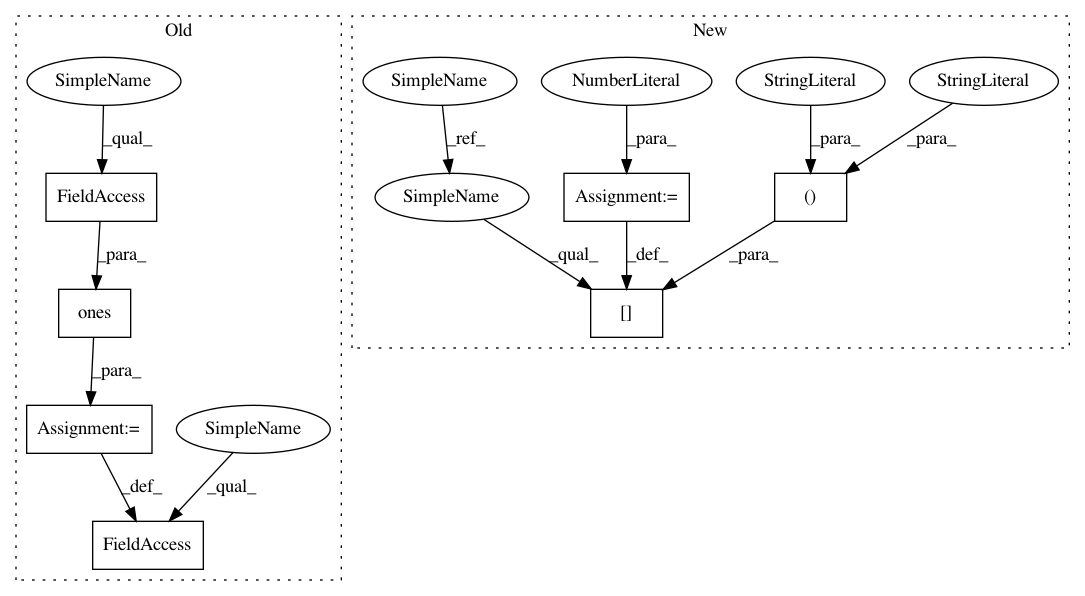 Old
New
SimpleName
SimpleName
NumberLiteral
StringLiteral
StringLiteral
_qual_
_ref_
_para_
_para_
_para_
FieldAccess
SimpleName
Assignment:=
()
_para_
_qual_
_def_
_para_
ones
[]
_para_
Assignment:=
SimpleName
_def_
_qual_
FieldAccess